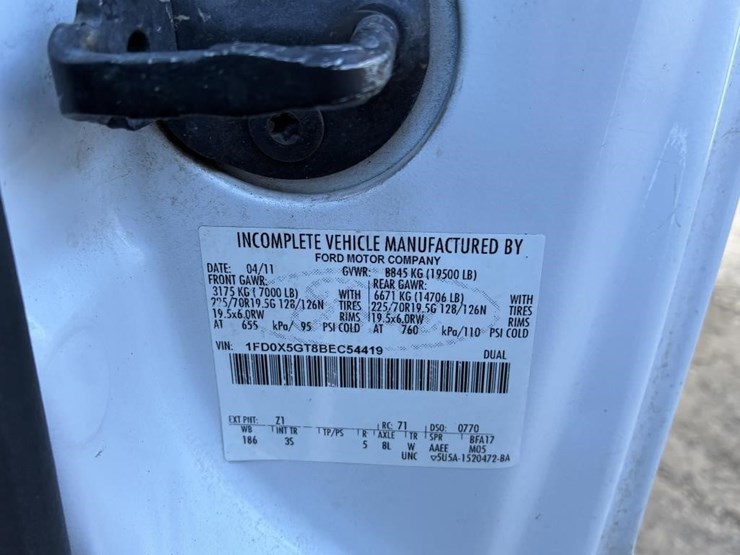 INCOMPLETE VEHICLE MANUFACTURED BY
FORD MOTOR COMPANY
DATE: 04/11 GVWR: 8845 KG (19500 LB)
FRONT GAWR: REAR GAWR:
3175 KG (7000 LB) WITH 6671 KG (14706 LB) WITH
225/70R19.5G 128/126N TIRES 225/70R19.5G 128/126N TIRES
19.5x6.0RW RIMS 19.5x6.0RW RIMS
AT 655 kPa/ 95 PSI COLD AT 760 kPa/110 PSI COLD
VIN: 1FD0X5GT8BEC54419 DUAL
EXT PNT: Z1 RC: 71 DSO: 0770
WB INT TR TP/PS R AXLE TR SPR BFA17
186 3S 5 8L W AAEE M05
UNC 5U5A-1520472-BA